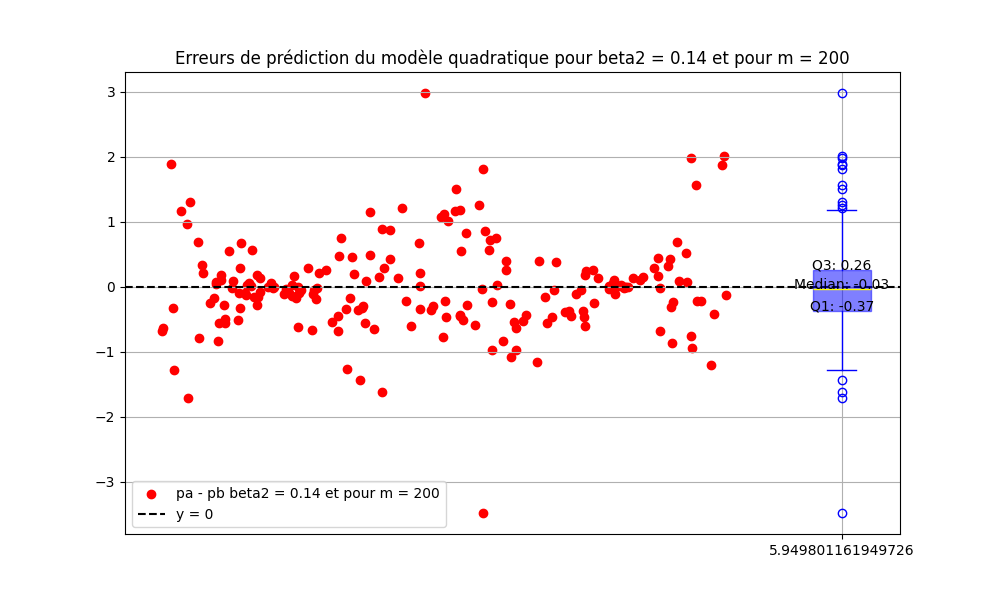 Erreurs de prédiction du modèle quadratique pour beta2 = 0.14 et pour m = 200
3
2
1
0
−1
−2
−3
Q3: 0.26
Median: -0.03
Q1: -0.37
pa - pb beta2 = 0.14 et pour m = 200
y = 0
5.949801161949726